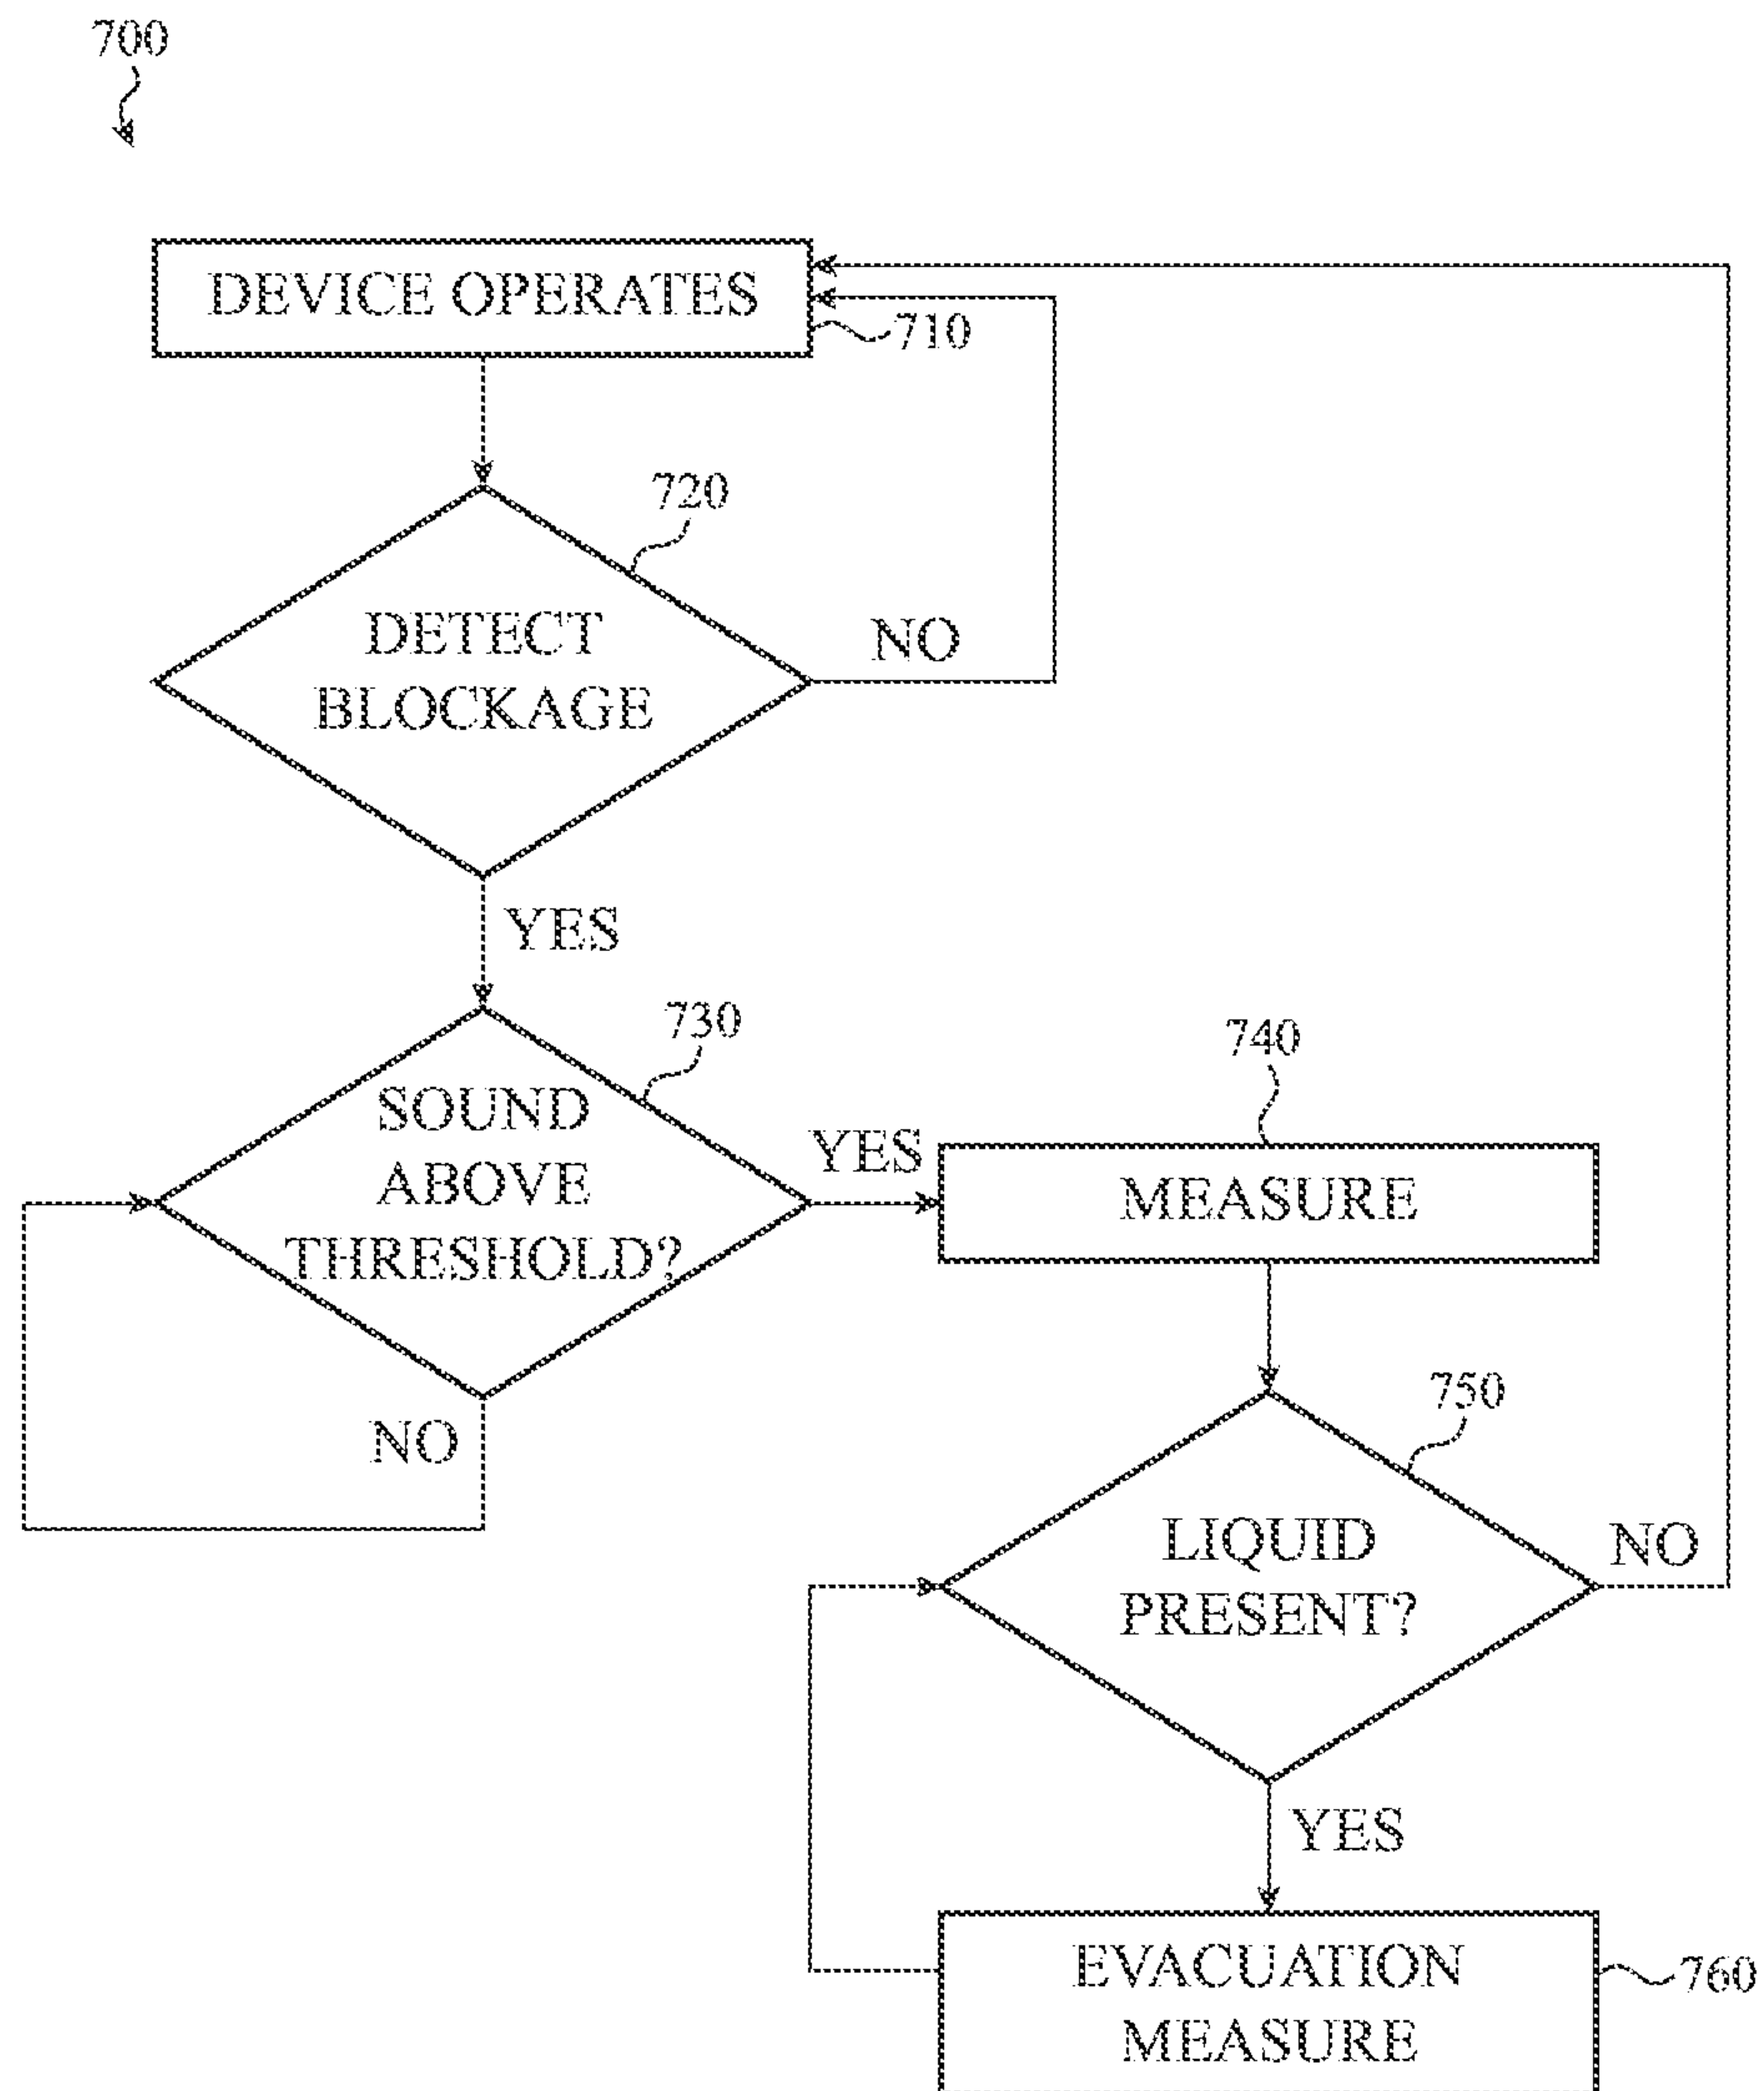 700
DEVICE OPERATES
710
720
DETECT
BLOCKAGE
NO
YES
730
SOUND
ABOVE
THRESHOLD?
YES
NO
740
MEASURE
750
LIQUID
PRESENT?
NO
YES
EVACUATION
MEASURE
760